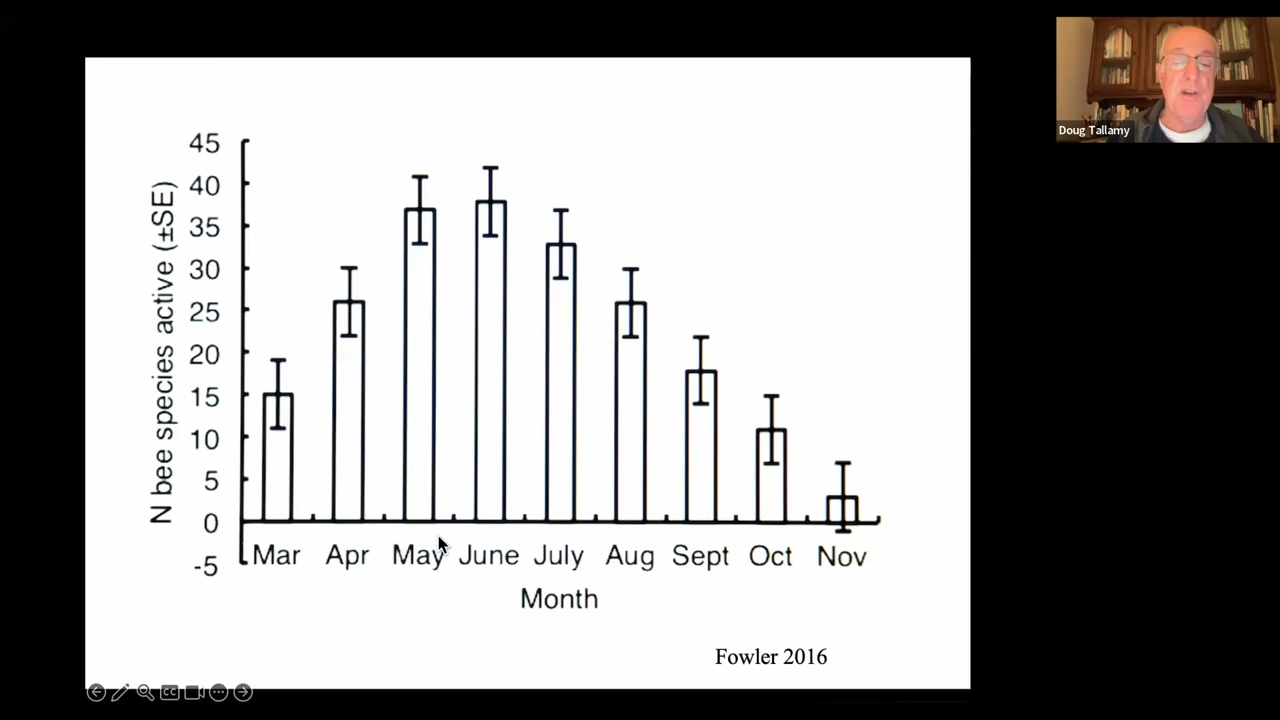 Doug Tallamy
N bee species active (±SE)
45
40
35
30
25
20
15
10
5
0
-5
Mar Apr May June July Aug Sept Oct Nov
Month
Fowler 2016
CC